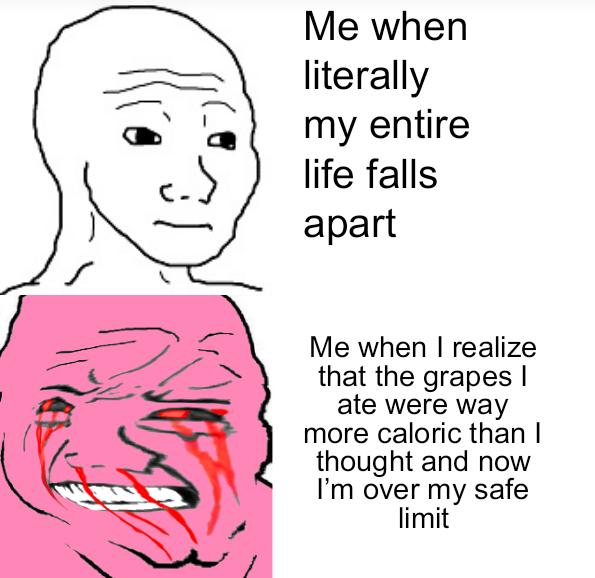 Me when
literally
my entire
life falls
apart
Me when I realize
that the grapes I
ate were way
more caloric than I
thought and now
I’m over my safe
limit